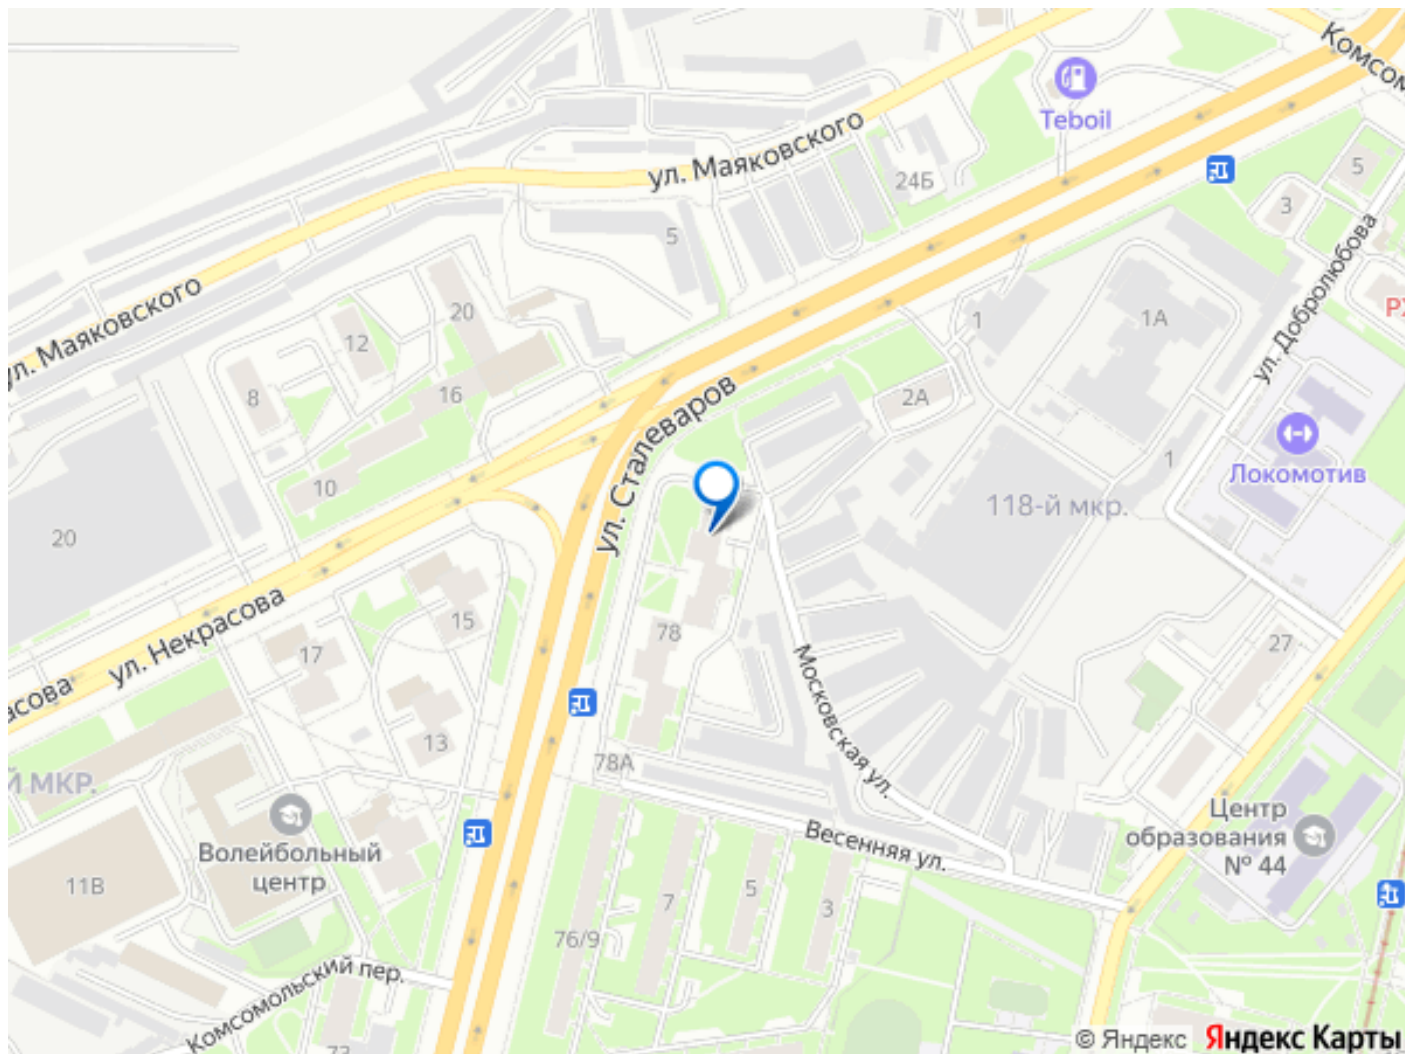 Комсом
Teboil
ул. Маяковского
24Б
5
3
5
ул. Маяковского
20
12
1
1А
ул. Добролюбова
8
16
2А
ул. Сталеваров
Локомотив
10
1
118-й мкр.
20
ул. Некрасова
15
78
17
27
асова
13
Московская ул.
78А
Й МКР.
Центр
образования
№ 44
Волейбольный
центр
Весенняя ул.
11В
7
5
3
76/9
Комсомольский пер.
73
© Яндекс Яндекс Карты